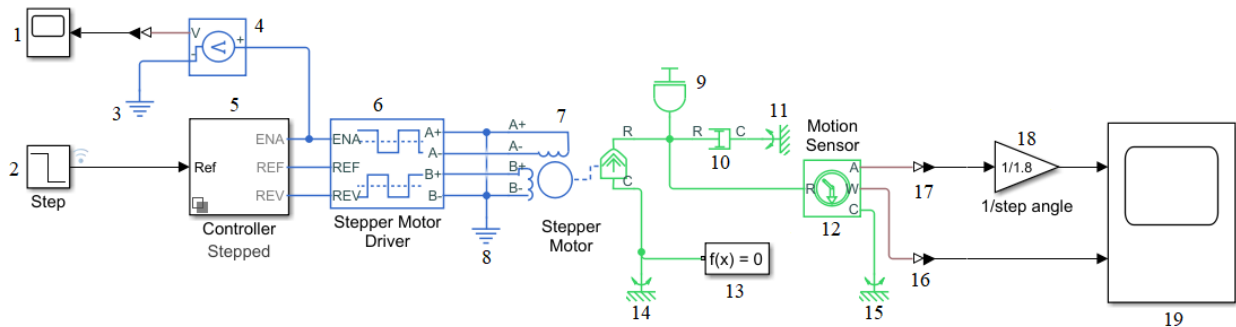 1
V
-
V
+
4
3
5
ENA
Ref
REF
REV
Controller
Stepped
2
Step
6
ENA
REF
REV
A+
A-
B+
B-
Stepper Motor
Driver
8
A+
A-
B+
B-
7
Stepper
Motor
R
C
9
R
C
10
11
14
f(x) = 0
13
Motion
Sensor
R
A
W
C
12
15
17
16
18
1/1.8
1/step angle
19